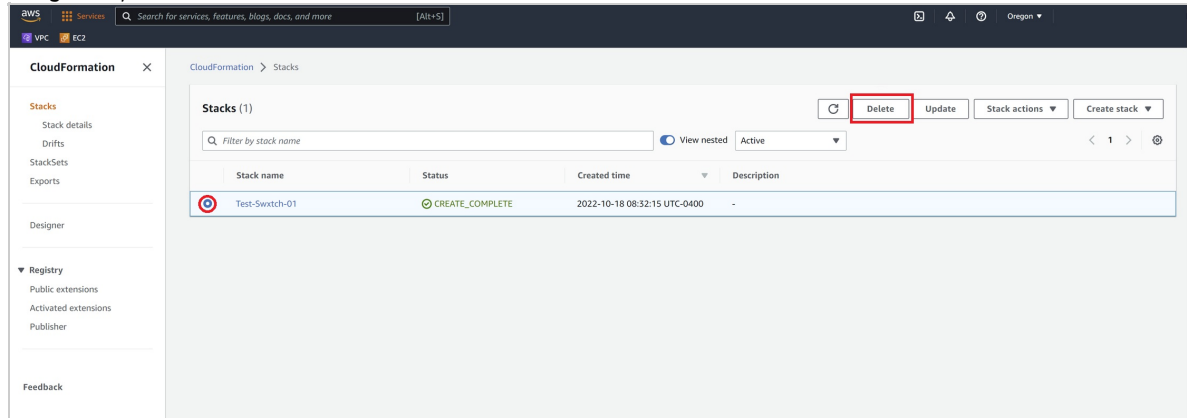 aws Services Search for services, features, blogs, docs, and more [Alt+S] Oregon ▼
VPC EC2
CloudFormation
CloudFormation > Stacks
Stacks
Stack details
Drifts
StackSets
Exports
Designer
▼ Registry
Public extensions
Activated extensions
Publisher
Feedback
Stacks (1)
Delete Update Stack actions ▼ Create stack ▼
Filter by stack name View nested Active ▼ < 1 >
Stack name Status Created time ▼ Description
Test-Swxtch-01 CREATE_COMPLETE 2022-10-18 08:32:15 UTC-0400 -